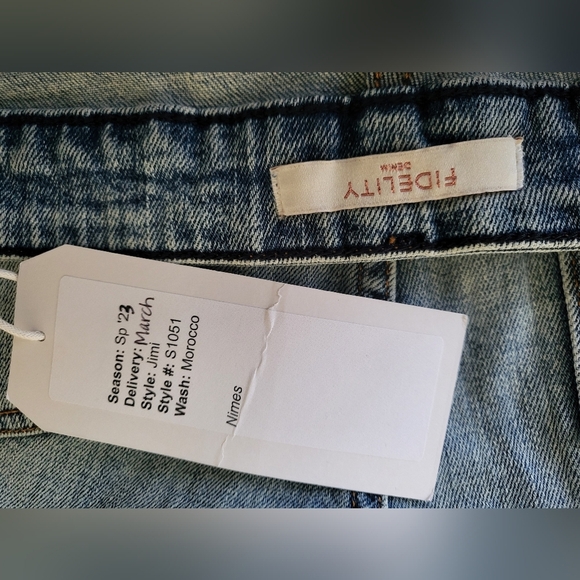 FIDELITY
DENIM
Season: Sp 23
Delivery: March
Style: Jimi
Style #: S1051
Wash: Morocco
Nimes